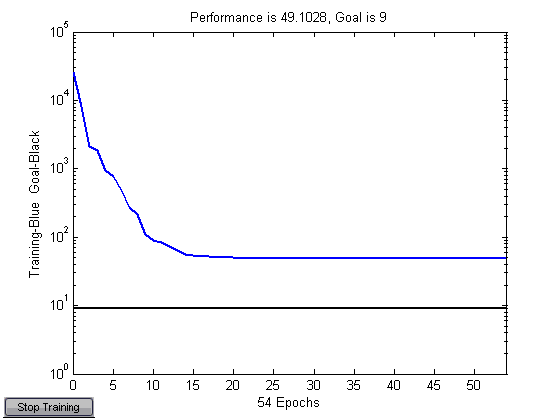 Performance is 49.1028, Goal is 9
Training-Blue Goal-Black
10^5
10^4
10^3
10^2
10^1
10^0
0 5 10 15 20 25 30 35 40 45 50
54 Epochs
Stop Training